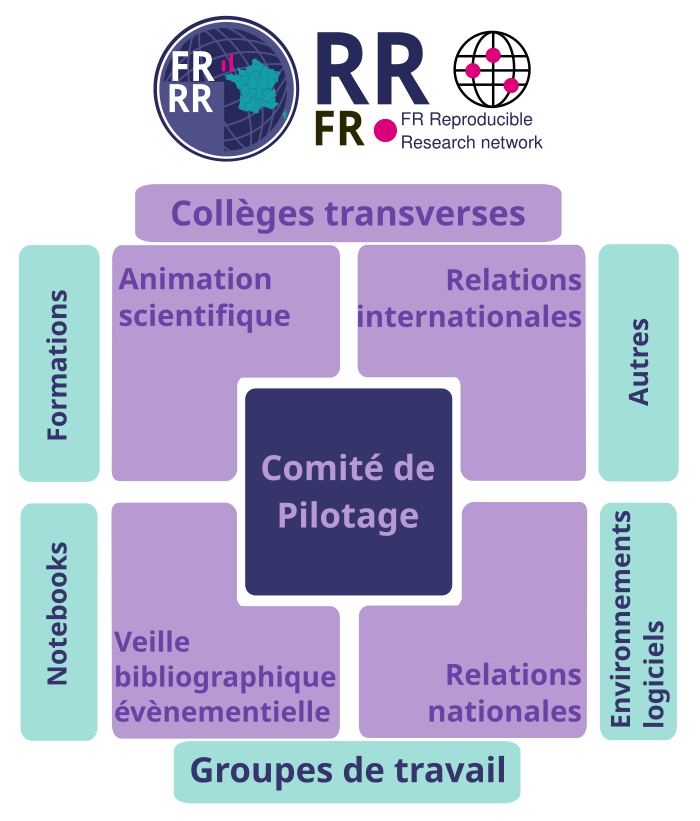 FR
RR
RR
FR
FR Reproducible
Research network
Collèges transverses
Animation
scientifique
Relations
internationales
Formations
Autres
Comité de
Pilotage
Notebooks
Veille
bibliographique
évènementielle
Relations
nationales
Environnements
logiciels
Groupes de travail